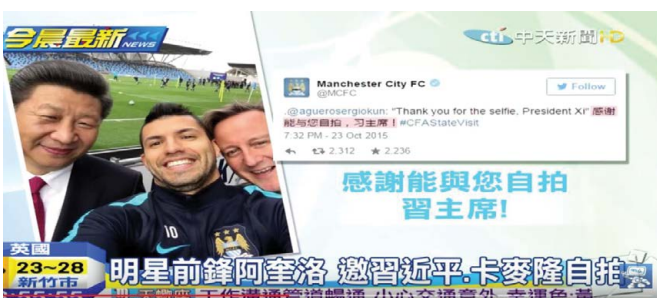 今晨最新
NEWS
cti 中天新聞 HD
Manchester City FC
@MCFC
Follow
.@aguerosergiokun: "Thank you for the selfie, President Xi" 感谢
能与您自拍，习主席！#CFAStateVisit
7:32 PM - 23 Oct 2015
2,312
2,236
10
感謝能與您自拍
習主席!
英國
23~28
新竹市
明星前鋒阿奎洛 邀習近平.卡麥隆自拍